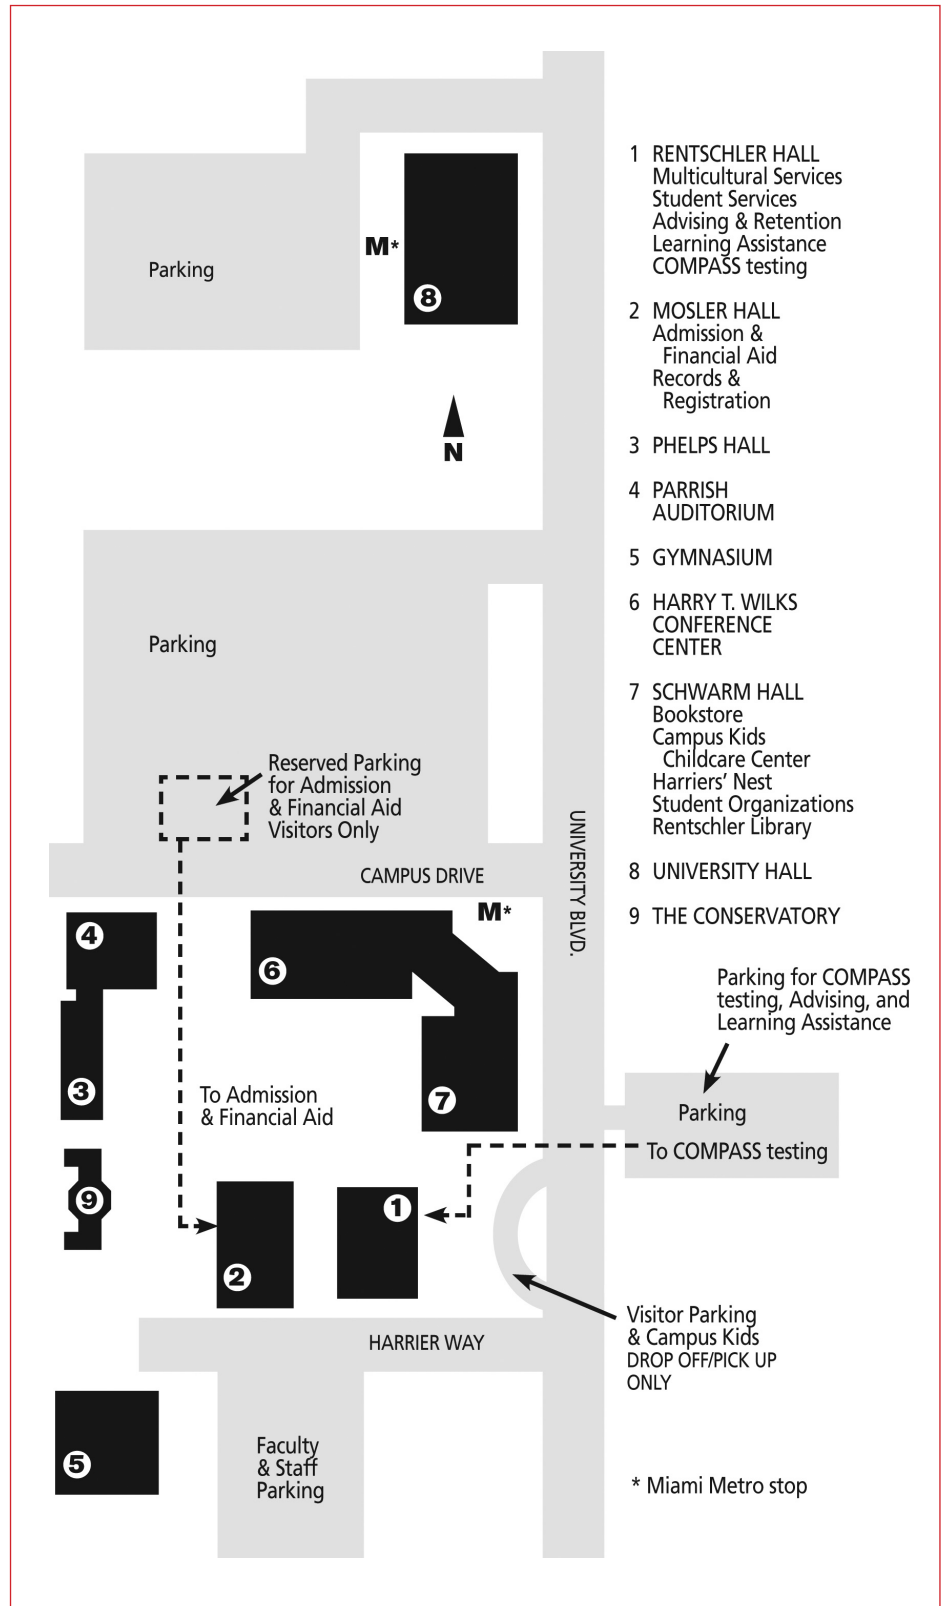 Parking
M*
8
N
Parking
Reserved Parking
for Admission
& Financial Aid
Visitors Only
CAMPUS DRIVE
UNIVERSITY BLVD.
M*
4
6
3
7
To Admission
& Financial Aid
9
1
2
HARRIER WAY
5
Faculty
& Staff
Parking
1 RENTSCHLER HALL
Multicultural Services
Student Services
Advising & Retention
Learning Assistance
COMPASS testing
2 MOSLER HALL
Admission &
Financial Aid
Records &
Registration
3 PHELPS HALL
4 PARRISH
AUDITORIUM
5 GYMNASIUM
6 HARRY T. WILKS
CONFERENCE
CENTER
7 SCHWARM HALL
Bookstore
Campus Kids
Childcare Center
Harriers’ Nest
Student Organizations
Rentschler Library
8 UNIVERSITY HALL
9 THE CONSERVATORY
Parking for COMPASS
testing, Advising, and
Learning Assistance
Parking
To COMPASS testing
Visitor Parking
& Campus Kids
DROP OFF/PICK UP
ONLY
* Miami Metro stop